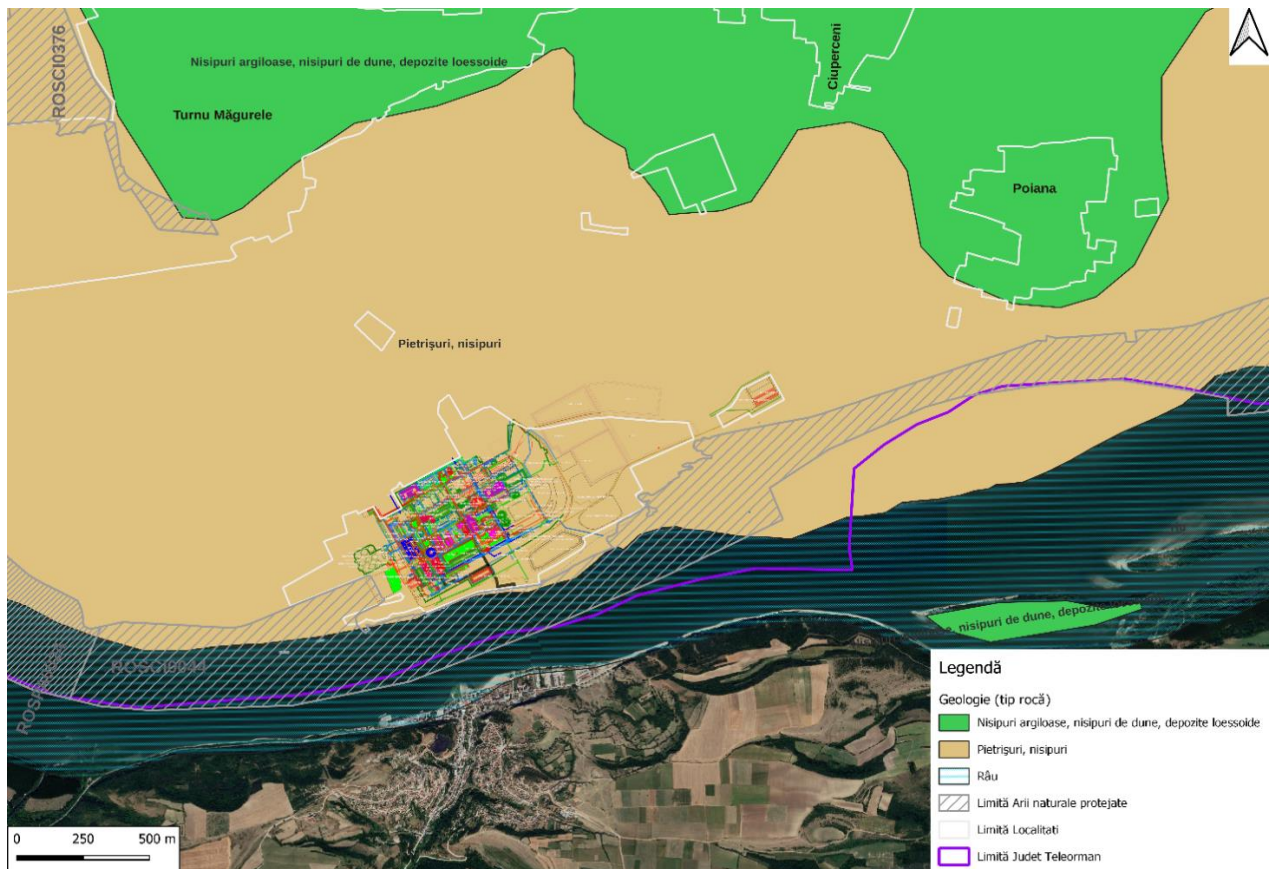 ROSCI0376
Nisipuri argiloase, nisipuri de dune, depozite loessoide
Turnu Măgurele
Ciuperceni
Poiana
Pietrişuri, nisipuri
ROSCI0044
nisipuri de dune, depozite
Legendă
Geologie (tip rocă)
Nisipuri argiloase, nisipuri de dune, depozite loessoide
Pietrişuri, nisipuri
Râu
Limită Arii naturale protejate
Limită Localitati
Limită Judet Teleorman
0 250 500 m